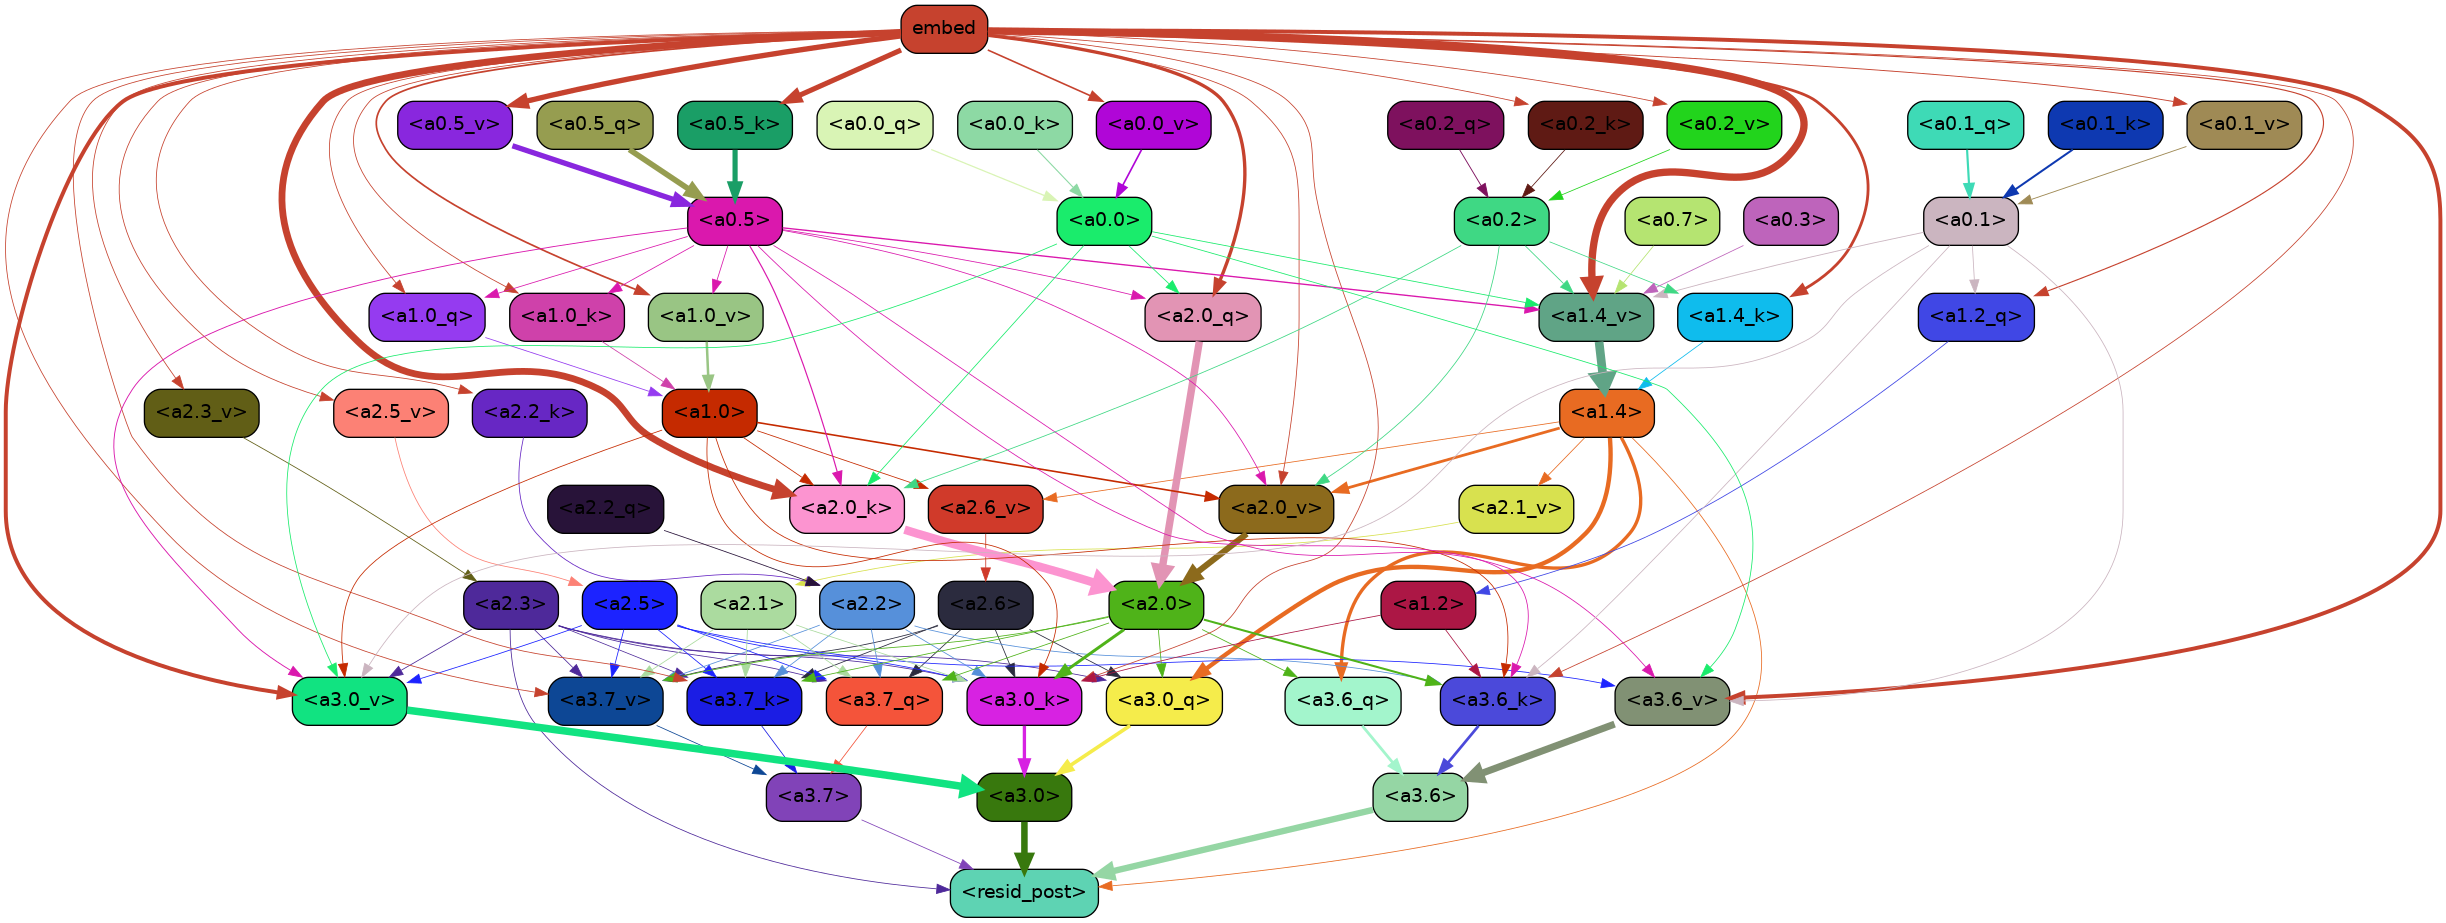 embed
<a0.5_v>
<a0.5_q>
<a0.5_k>
<a0.0_q>
<a0.0_k>
<a0.0_v>
<a0.2_q>
<a0.2_k>
<a0.2_v>
<a0.1_q>
<a0.1_k>
<a0.1_v>
<a0.5>
<a0.0>
<a0.2>
<a0.7>
<a0.3>
<a0.1>
<a1.0_q>
<a1.0_k>
<a1.0_v>
<a2.0_q>
<a1.4_v>
<a1.4_k>
<a1.2_q>
<a2.3_v>
<a2.5_v>
<a2.2_k>
<a1.0>
<a1.4>
<a2.2_q>
<a2.0_k>
<a2.6_v>
<a2.0_v>
<a2.1_v>
<a2.3>
<a2.5>
<a2.1>
<a2.2>
<a2.6>
<a2.0>
<a1.2>
<a3.0_v>
<a3.7_v>
<a3.7_k>
<a3.7_q>
<a3.0_k>
<a3.0_q>
<a3.6_q>
<a3.6_k>
<a3.6_v>
<a3.7>
<a3.0>
<a3.6>
<resid_post>